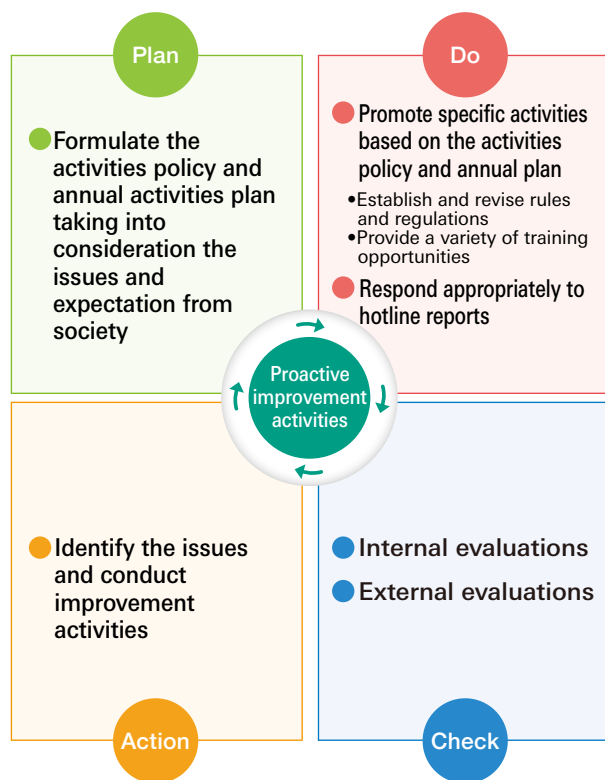 Plan
Formulate the
activities policy and
annual activities plan
taking into
consideration the
issues and
expectation from
society
Do
Promote specific activities
based on the activities
policy and annual plan
•Establish and revise rules
and regulations
•Provide a variety of training
opportunities
Respond appropriately to
hotline reports
Proactive
improvement
activities
Identify the issues
and conduct
improvement
activities
Action
Internal evaluations
External evaluations
Check